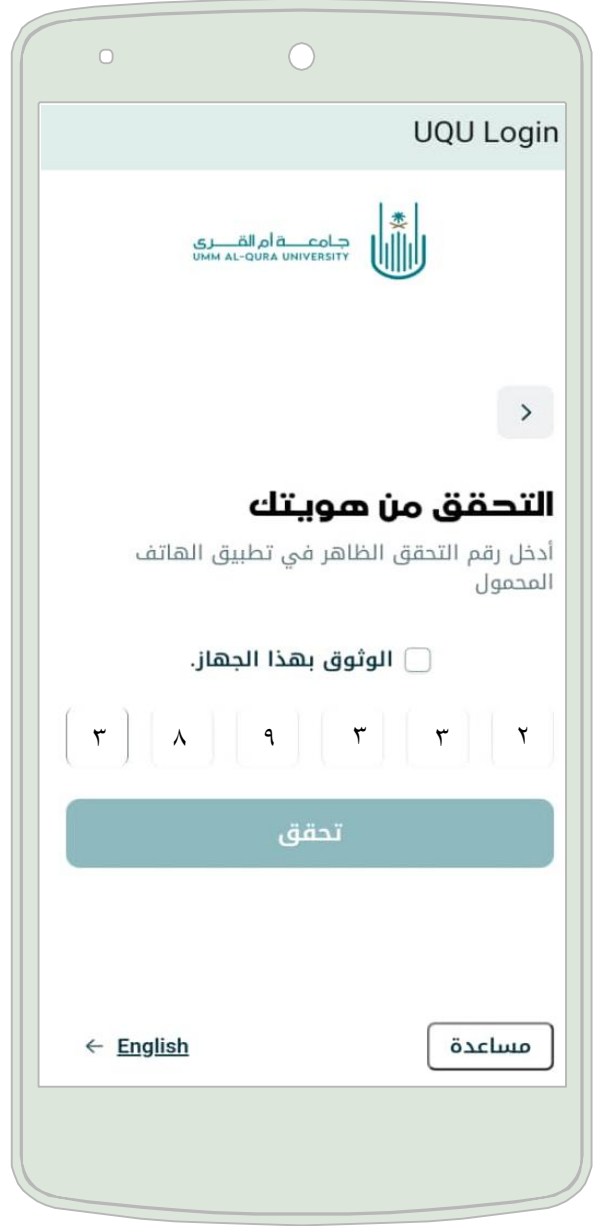 UQU Login
جامعة أم القرى
UMM AL-QURA UNIVERSITY
التحقق من هويتك
أدخل رقم التحقق الظاهر في تطبيق الهاتف
المحمول
الوثوق بهذا الجهاز.
٣ ٨ ٩ ٣ ٣ ٢
تحقق
مساعدة
English